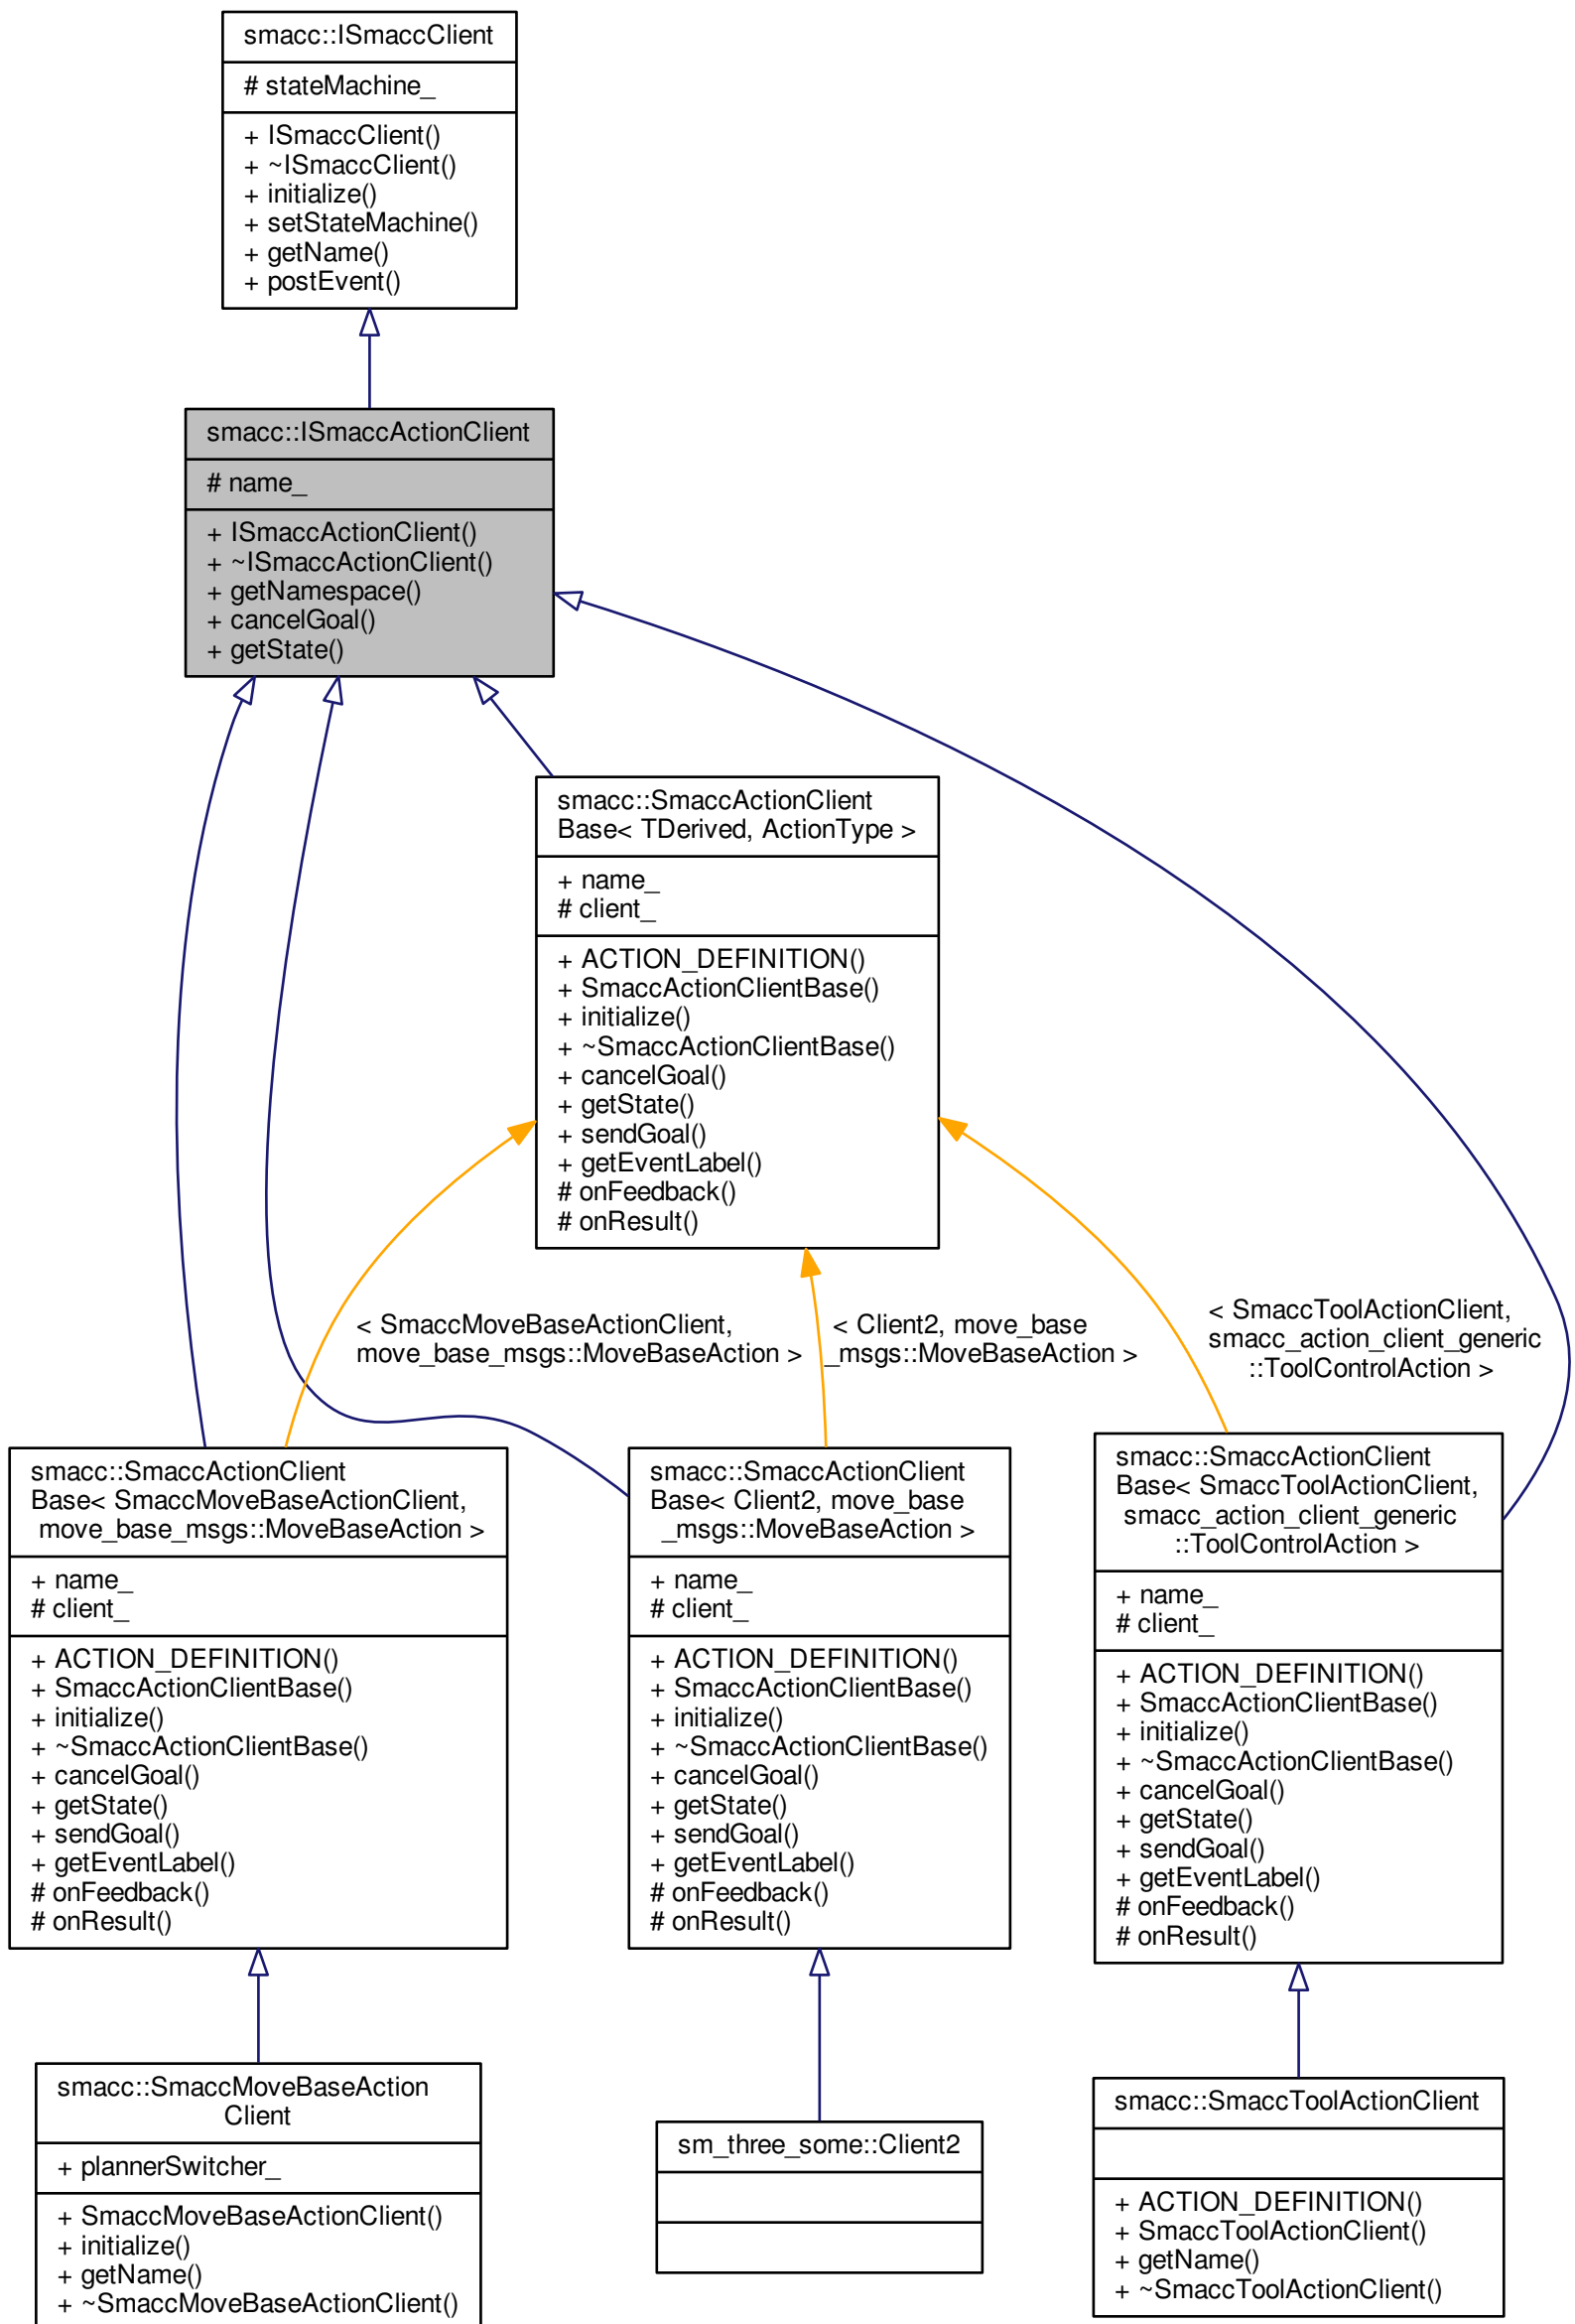 smacc::ISmaccClient
# stateMachine_
+ ISmaccClient()
+ ~ISmaccClient()
+ initialize()
+ setStateMachine()
+ getName()
+ postEvent()
smacc::ISmaccActionClient
# name_
+ ISmaccActionClient()
+ ~ISmaccActionClient()
+ getNamespace()
+ cancelGoal()
+ getState()
smacc::SmaccActionClient
Base< TDerived, ActionType >
+ name_
# client_
+ ACTION_DEFINITION()
+ SmaccActionClientBase()
+ initialize()
+ ~SmaccActionClientBase()
+ cancelGoal()
+ getState()
+ sendGoal()
+ getEventLabel()
# onFeedback()
# onResult()
< SmaccMoveBaseActionClient,
move_base_msgs::MoveBaseAction >
< Client2, move_base
_msgs::MoveBaseAction >
< SmaccToolActionClient,
smacc_action_client_generic
::ToolControlAction >
smacc::SmaccActionClient
Base< SmaccMoveBaseActionClient,
move_base_msgs::MoveBaseAction >
+ name_
# client_
+ ACTION_DEFINITION()
+ SmaccActionClientBase()
+ initialize()
+ ~SmaccActionClientBase()
+ cancelGoal()
+ getState()
+ sendGoal()
+ getEventLabel()
# onFeedback()
# onResult()
smacc::SmaccActionClient
Base< Client2, move_base
_msgs::MoveBaseAction >
+ name_
# client_
+ ACTION_DEFINITION()
+ SmaccActionClientBase()
+ initialize()
+ ~SmaccActionClientBase()
+ cancelGoal()
+ getState()
+ sendGoal()
+ getEventLabel()
# onFeedback()
# onResult()
smacc::SmaccActionClient
Base< SmaccToolActionClient,
smacc_action_client_generic
::ToolControlAction >
+ name_
# client_
+ ACTION_DEFINITION()
+ SmaccActionClientBase()
+ initialize()
+ ~SmaccActionClientBase()
+ cancelGoal()
+ getState()
+ sendGoal()
+ getEventLabel()
# onFeedback()
# onResult()
smacc::SmaccMoveBaseAction
Client
+ plannerSwitcher_
+ SmaccMoveBaseActionClient()
+ initialize()
+ getName()
+ ~SmaccMoveBaseActionClient()
sm_three_some::Client2
smacc::SmaccToolActionClient
+ ACTION_DEFINITION()
+ SmaccToolActionClient()
+ getName()
+ ~SmaccToolActionClient()